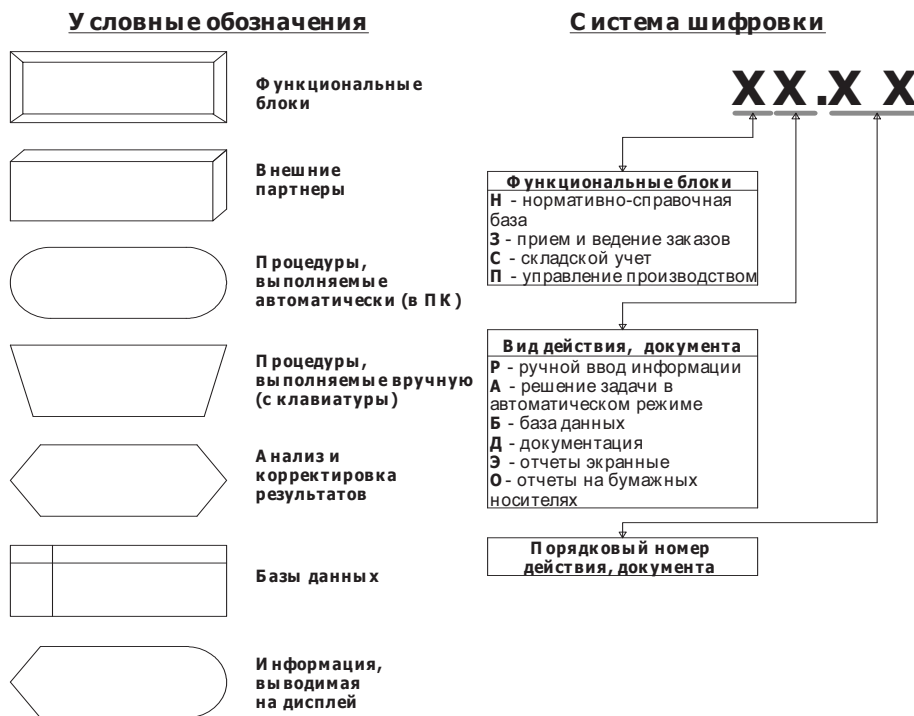 Условные обозначения
Функциональные
блоки
Внешние
партнеры
Процедуры,
выполняемые
автоматически (в ПК)
Процедуры,
выполняемые вручную
(с клавиатуры)
Анализ и
корректировка
результатов
Базы данных
Информация,
выводимая
на дисплей
Система шифровки
XX.XX
Функциональные блоки
Н - нормативно-справочная
база
З - прием и ведение заказов
С - складской учет
П - управление производством
Вид действия, документа
Р - ручной ввод информации
А - решение задачи в
автоматическом режиме
Б - база данных
Д - документация
Э - отчеты экранные
О - отчеты на бумажных
носителях
Порядковый номер
действия, документа